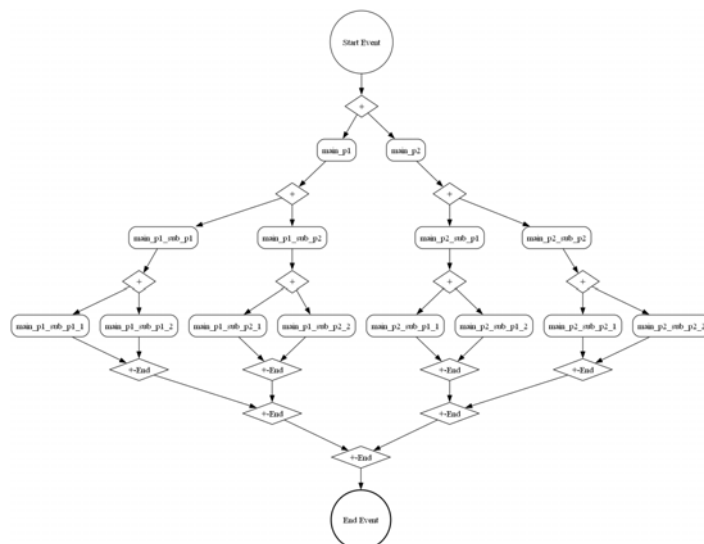 Start Event
+
main_p1
main_p2
+
+
main_p1_sub_p1
main_p1_sub_p2
main_p2_sub_p1
main_p2_sub_p2
+
+
+
+
main_p1_sub_p1_1
main_p1_sub_p1_2
main_p1_sub_p2_1
main_p1_sub_p2_2
main_p2_sub_p1_1
main_p2_sub_p1_2
main_p2_sub_p2_1
main_p2_sub_p2_2
+-End
+-End
+-End
+-End
+-End
+-End
+-End
End Event